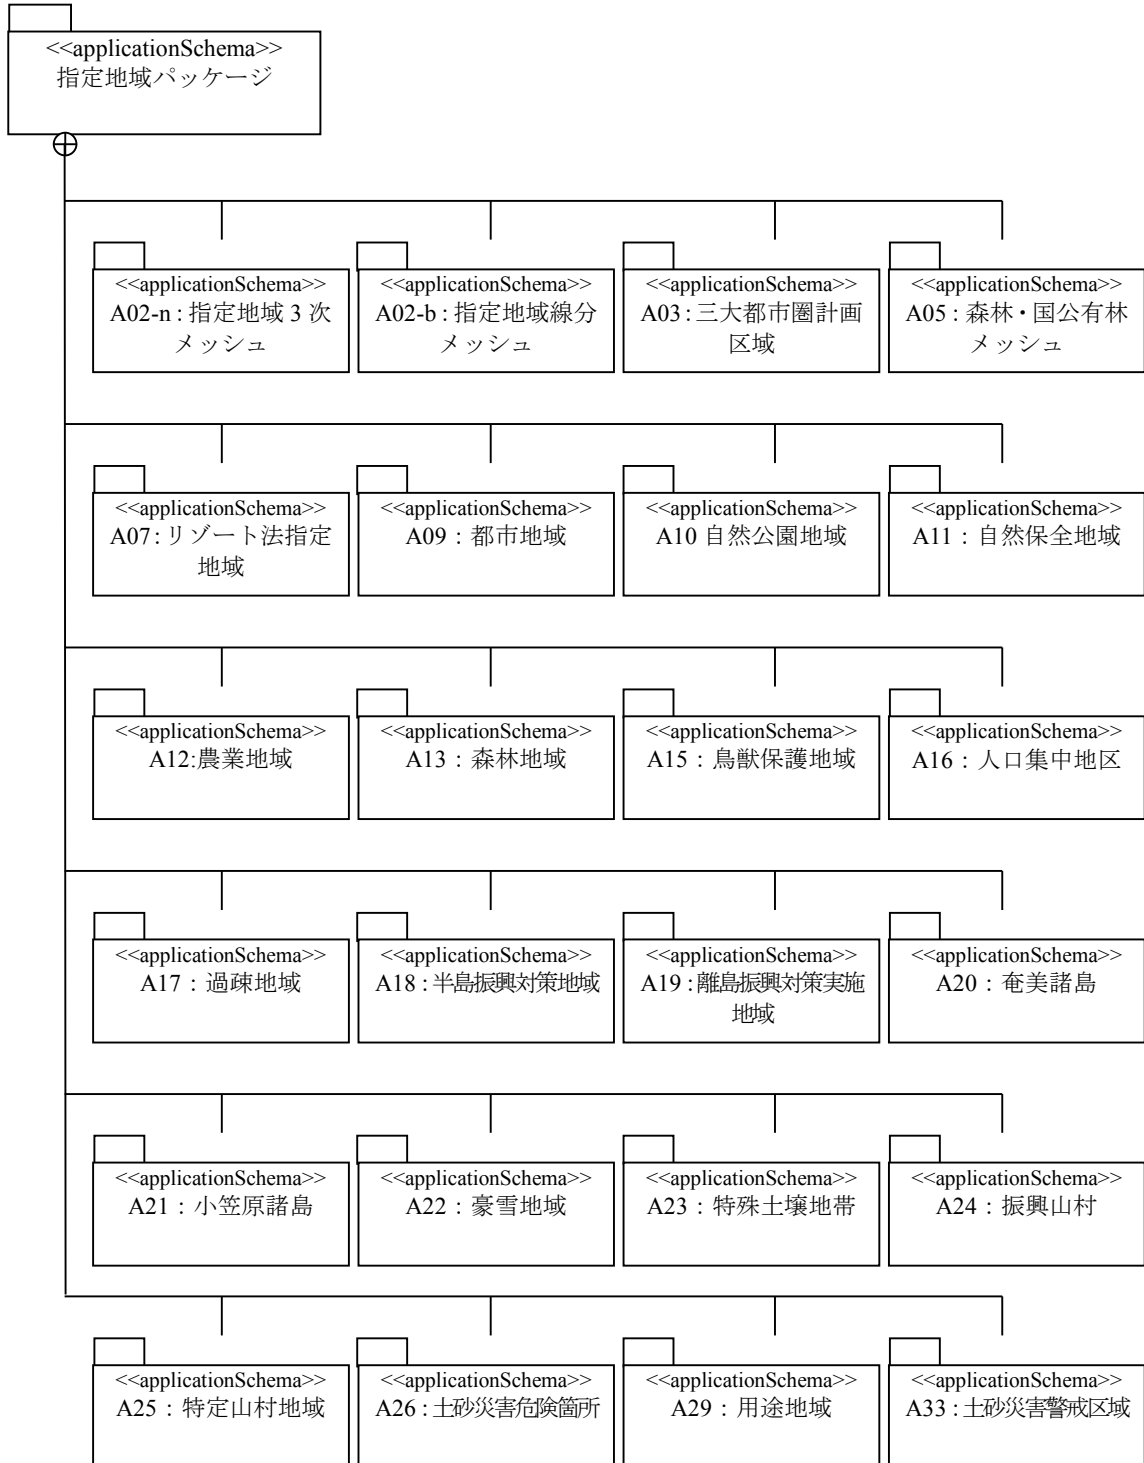 <<applicationSchema>>
指定地域パッケージ
<<applicationSchema>>
A02-n：指定地域 3 次
メッシュ
<<applicationSchema>>
A02-b：指定地域線分
メッシュ
<<applicationSchema>>
A03：三大都市圏計画
区域
<<applicationSchema>>
A05：森林・国公有林
メッシュ
<<applicationSchema>>
A07：リゾート法指定
地域
<<applicationSchema>>
A09：都市地域
<<applicationSchema>>
A10 自然公園地域
<<applicationSchema>>
A11：自然保全地域
<<applicationSchema>>
A12:農業地域
<<applicationSchema>>
A13：森林地域
<<applicationSchema>>
A15：鳥獣保護地域
<<applicationSchema>>
A16：人口集中地区
<<applicationSchema>>
A17：過疎地域
<<applicationSchema>>
A18：半島振興対策地域
<<applicationSchema>>
A19：離島振興対策実施
地域
<<applicationSchema>>
A20：奄美諸島
<<applicationSchema>>
A21：小笠原諸島
<<applicationSchema>>
A22：豪雪地域
<<applicationSchema>>
A23：特殊土壌地帯
<<applicationSchema>>
A24：振興山村
<<applicationSchema>>
A25：特定山村地域
<<applicationSchema>>
A26：土砂災害危険箇所
<<applicationSchema>>
A29：用途地域
<<applicationSchema>>
A33：土砂災害警戒区域